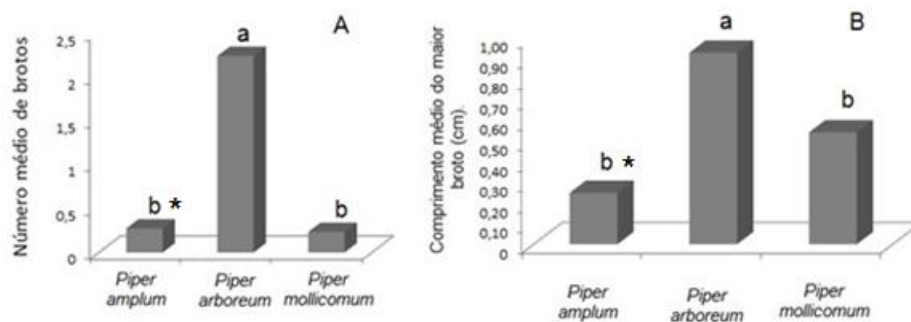 A
Número médio de brotos
2,5
2
1,5
1
0,5
0
b *
a
b
Piper
amplum
Piper
arboreum
Piper
mollicomum
B
Comprimento médio do maior
broto (cm).
1,00
0,90
0,80
0,70
0,60
0,50
0,40
0,30
0,20
0,10
0
b *
a
b
Piper
amplum
Piper
arboreum
Piper
mollicomum